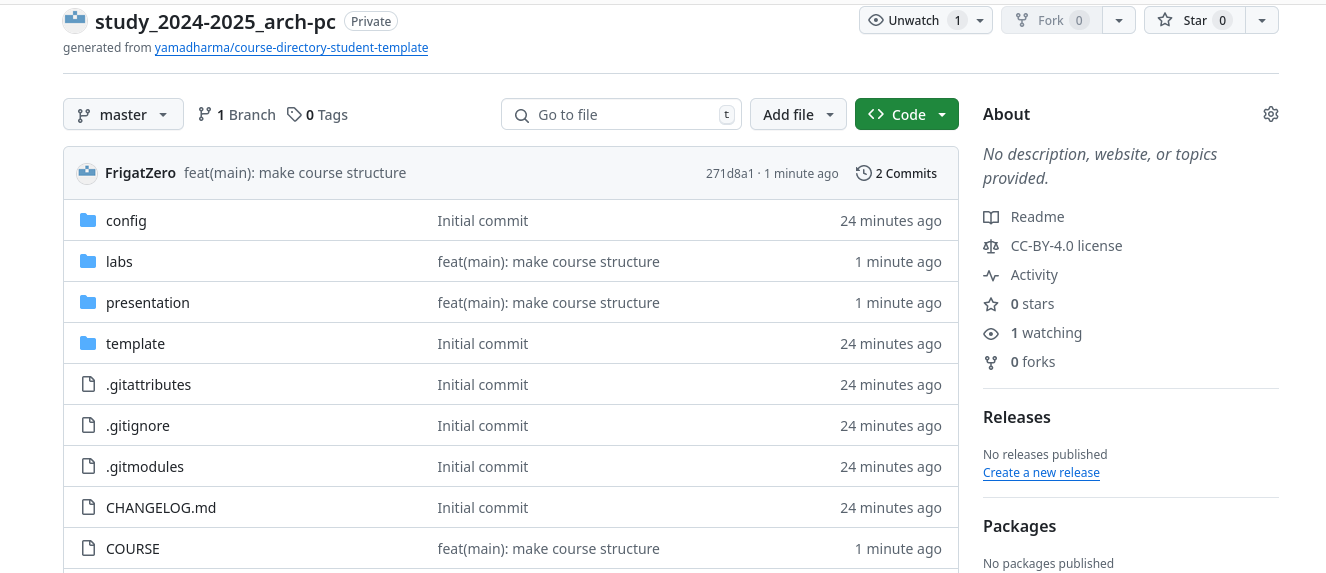 study_2024-2025_arch-pc Private Unwatch 1 Fork 0 Star 0
generated from yamadharma/course-directory-student-template
master 1 Branch 0 Tags Go to file t Add file Code
FrigatZero feat(main): make course structure 271d8a1 · 1 minute ago 2 Commits
config Initial commit 24 minutes ago
labs feat(main): make course structure 1 minute ago
presentation feat(main): make course structure 1 minute ago
template Initial commit 24 minutes ago
.gitattributes Initial commit 24 minutes ago
.gitignore Initial commit 24 minutes ago
.gitmodules Initial commit 24 minutes ago
CHANGELOG.md Initial commit 24 minutes ago
COURSE feat(main): make course structure 1 minute ago
About
No description, website, or topics
provided.
Readme
CC-BY-4.0 license
Activity
0 stars
1 watching
0 forks
Releases
No releases published
Create a new release
Packages
No packages published